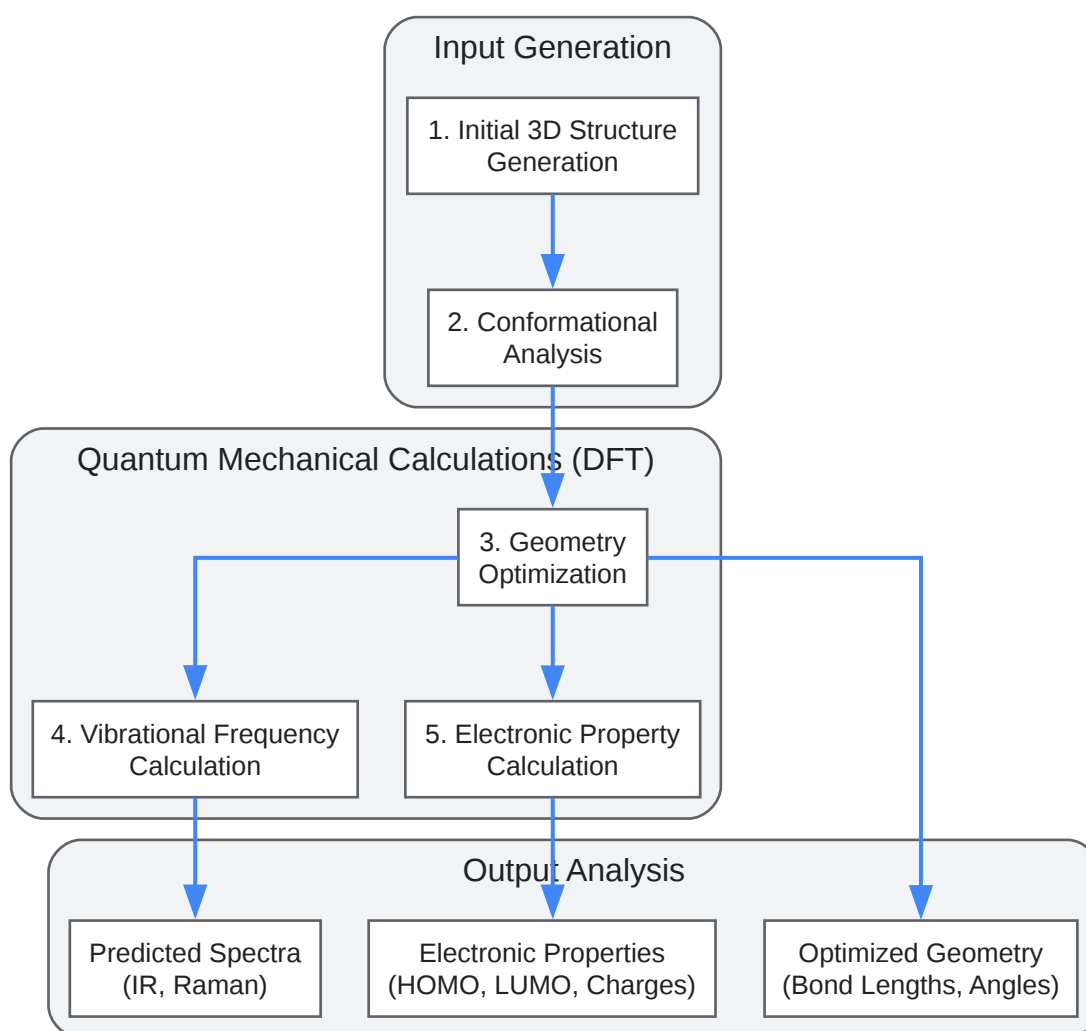 Input Generation
1. Initial 3D Structure
Generation
2. Conformational
Analysis
Quantum Mechanical Calculations (DFT)
3. Geometry
Optimization
4. Vibrational Frequency
Calculation
5. Electronic Property
Calculation
Output Analysis
Predicted Spectra
(IR, Raman)
Electronic Properties
(HOMO, LUMO, Charges)
Optimized Geometry
(Bond Lengths, Angles)